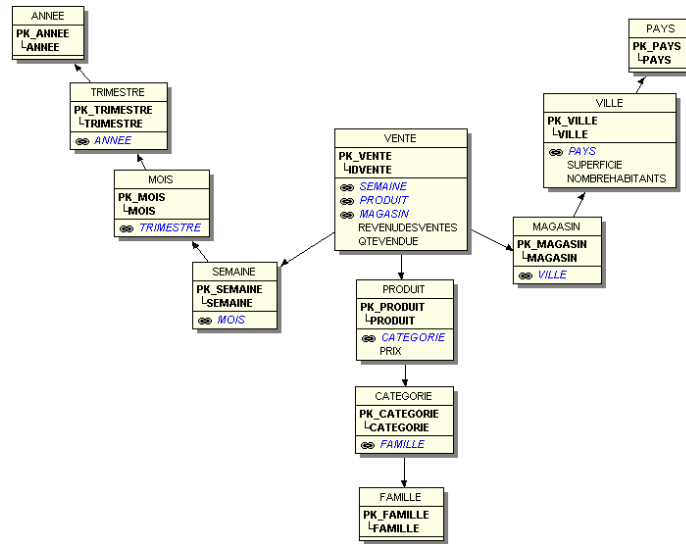 ANNEE
PK_ANNEE
ANNEE
TRIMESTRE
PK_TRIMESTRE
TRIMESTRE
ANNEE
MOIS
PK_MOIS
MOIS
TRIMESTRE
SEMAINE
PK_SEMAINE
SEMAINE
MOIS
VENTE
PK_VENTE
IDVENTE
SEMAINE
PRODUIT
MAGASIN
REVENUDESVENTES
QTEVENDUE
PRODUIT
PK_PRODUIT
PRODUIT
CATEGORIE
PRIX
CATEGORIE
PK_CATEGORIE
CATEGORIE
FAMILLE
FAMILLE
PK_FAMILLE
FAMILLE
PAYS
PK_PAYS
PAYS
VILLE
PK_VILLE
VILLE
PAYS
SUPERFICIE
NOMBREHABITANTS
MAGASIN
PK_MAGASIN
MAGASIN
VILLE